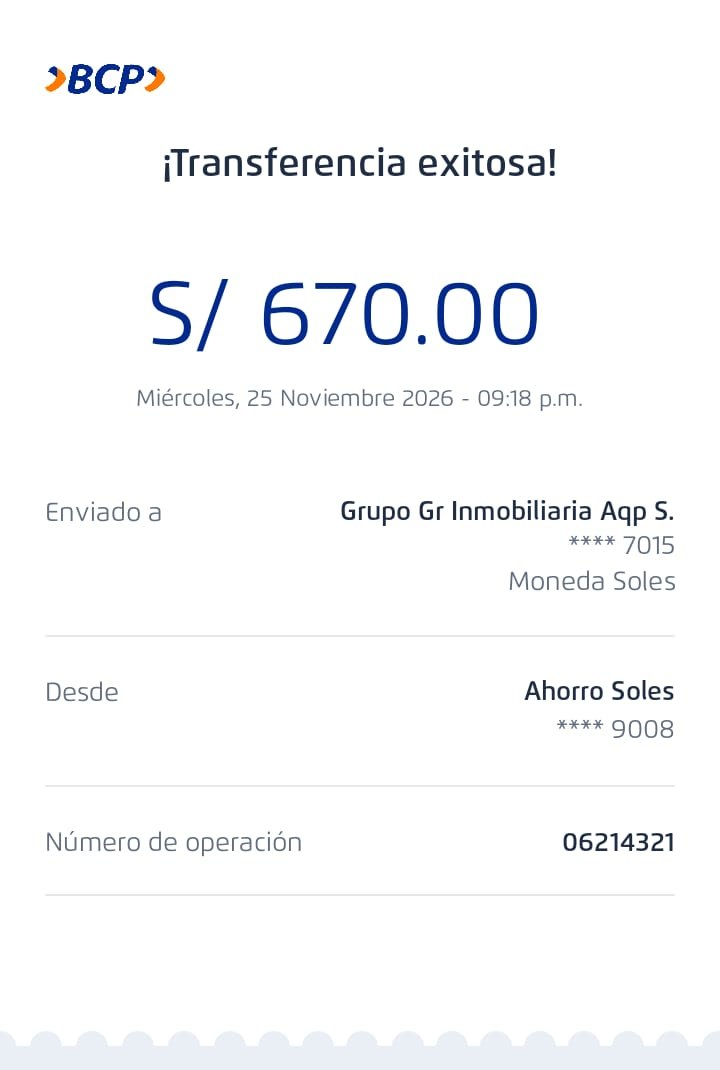 BCP
¡Transferencia exitosa!
S/ 670.00
Miércoles, 25 Noviembre 2026 - 09:18 p.m.
Enviado a
Grupo Gr Inmobiliaria Aqp S.
**** 7015
Moneda Soles
Desde
Ahorro Soles
**** 9008
Número de operación
06214321